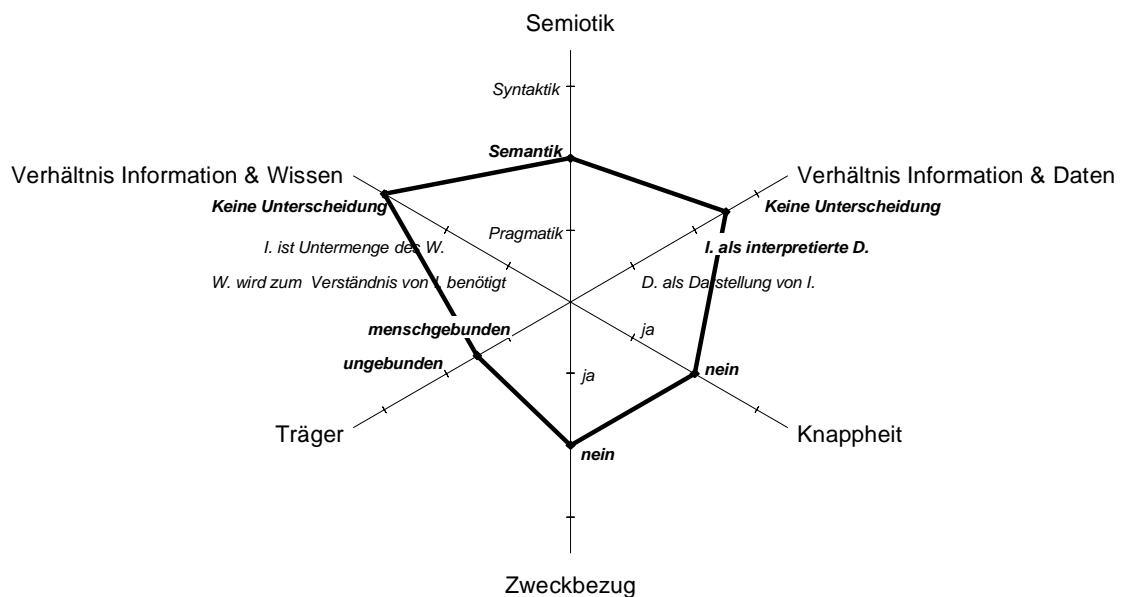 Semiotik
Syntaktik
Semantik
Verhältnis Information & Wissen
Verhältnis Information & Daten
Keine Unterscheidung
Keine Unterscheidung
Pragmatik
I. ist Untermenge des W.
I. als interpretierte D.
W. wird zum Verständnis von I. benötigt
D. als Darstellung von I.
menschgebunden
ja
ungebunden
ja
nein
Träger
Knappheit
nein
Zweckbezug